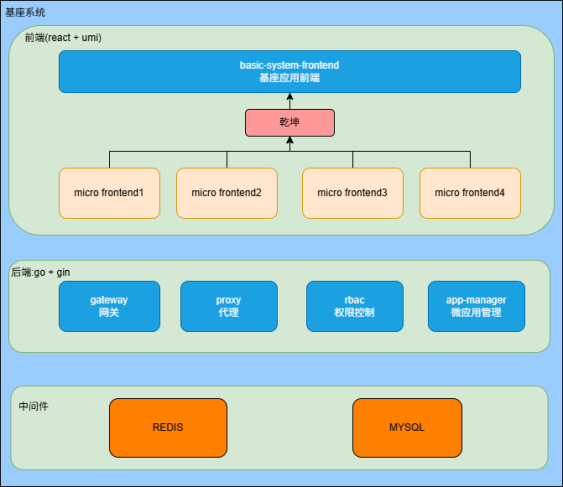 基座系统
前端(react + umi)
basic-system-frontend
基座应用前端
乾坤
micro frontend1
micro frontend2
micro frontend3
micro frontend4
后端:go + gin
gateway
网关
proxy
代理
rbac
权限控制
app-manager
微应用管理
中间件
REDIS
MYSQL